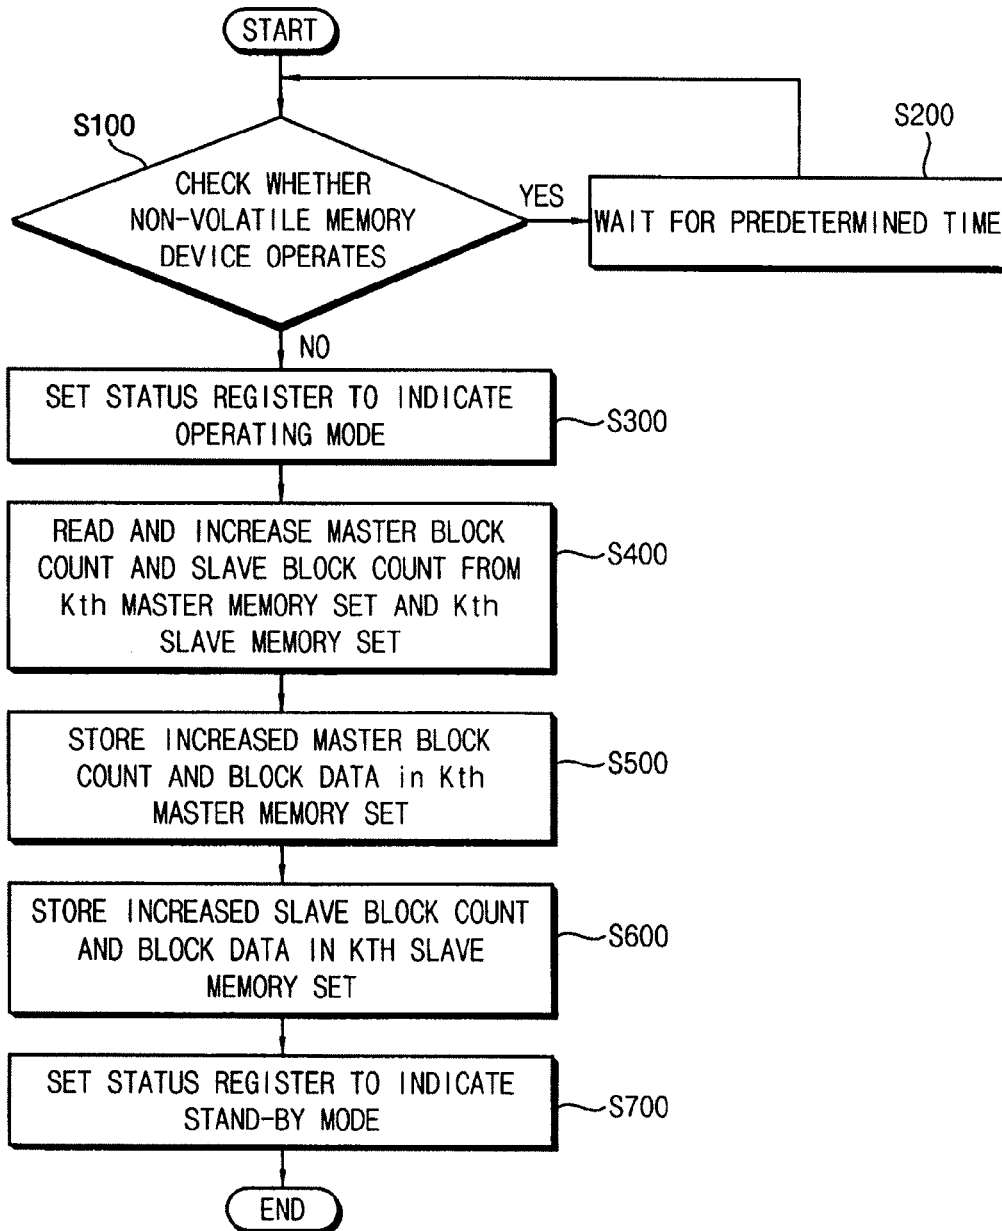 START
S100
CHECK WHETHER
NON-VOLATILE MEMORY
DEVICE OPERATES
YES
S200
WAIT FOR PREDETERMINED TIME
NO
SET STATUS REGISTER TO INDICATE
OPERATING MODE
S300
READ AND INCREASE MASTER BLOCK
COUNT AND SLAVE BLOCK COUNT FROM
Kth MASTER MEMORY SET AND Kth
SLAVE MEMORY SET
S400
STORE INCREASED MASTER BLOCK
COUNT AND BLOCK DATA in Kth
MASTER MEMORY SET
S500
STORE INCREASED SLAVE BLOCK COUNT
AND BLOCK DATA IN KTH SLAVE
MEMORY SET
S600
SET STATUS REGISTER TO INDICATE
STAND-BY MODE
S700
END